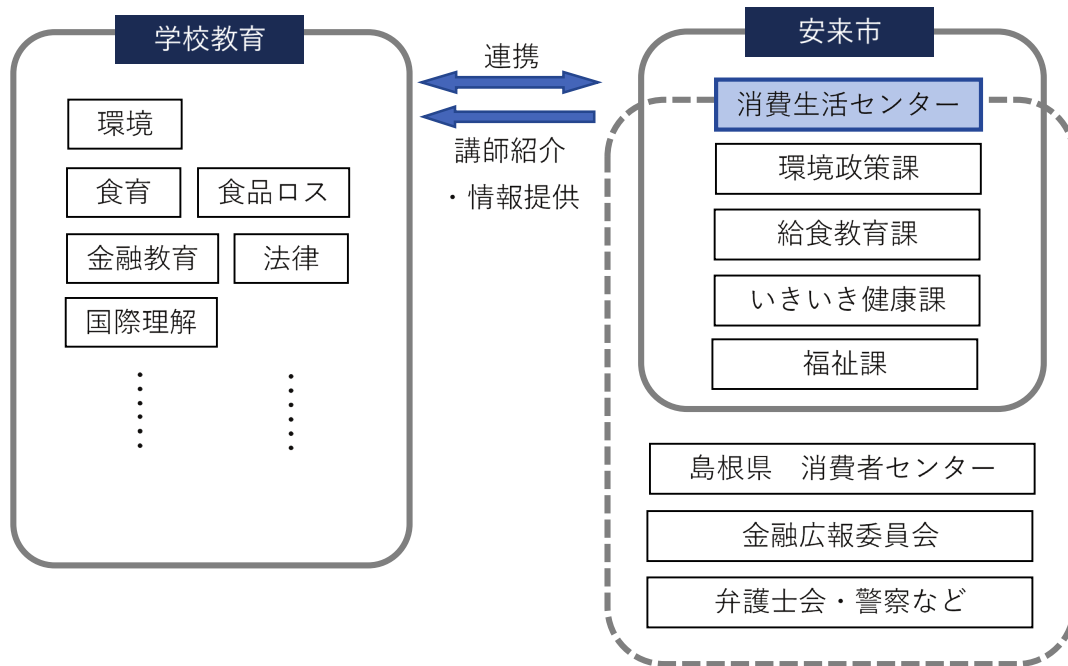 学校教育
環境
食育
食品ロス
金融教育
法律
国際理解
連携
講師紹介
・情報提供
安来市
消費生活センター
環境政策課
給食教育課
いきいき健康課
福祉課
島根県　消費者センター
金融広報委員会
弁護士会・警察など